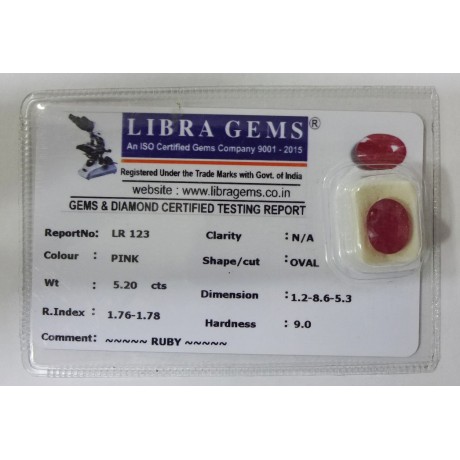 LIBRA GEMS®
An ISO Certified Gems Company 9001 - 2015
Registered Under the Trade Marks with Govt. of India
website : www.libragems.co.in
GEMS & DIAMOND CERTIFIED TESTING REPORT
ReportNo: LR 123 Clarity : N/A
Colour : PINK Shape/cut : OVAL
Wt : 5.20 cts Dimension : 1.2-8.6-5.3
R.Index : 1.76-1.78 Hardness : 9.0
Comment: ~~~~~ RUBY ~~~~~